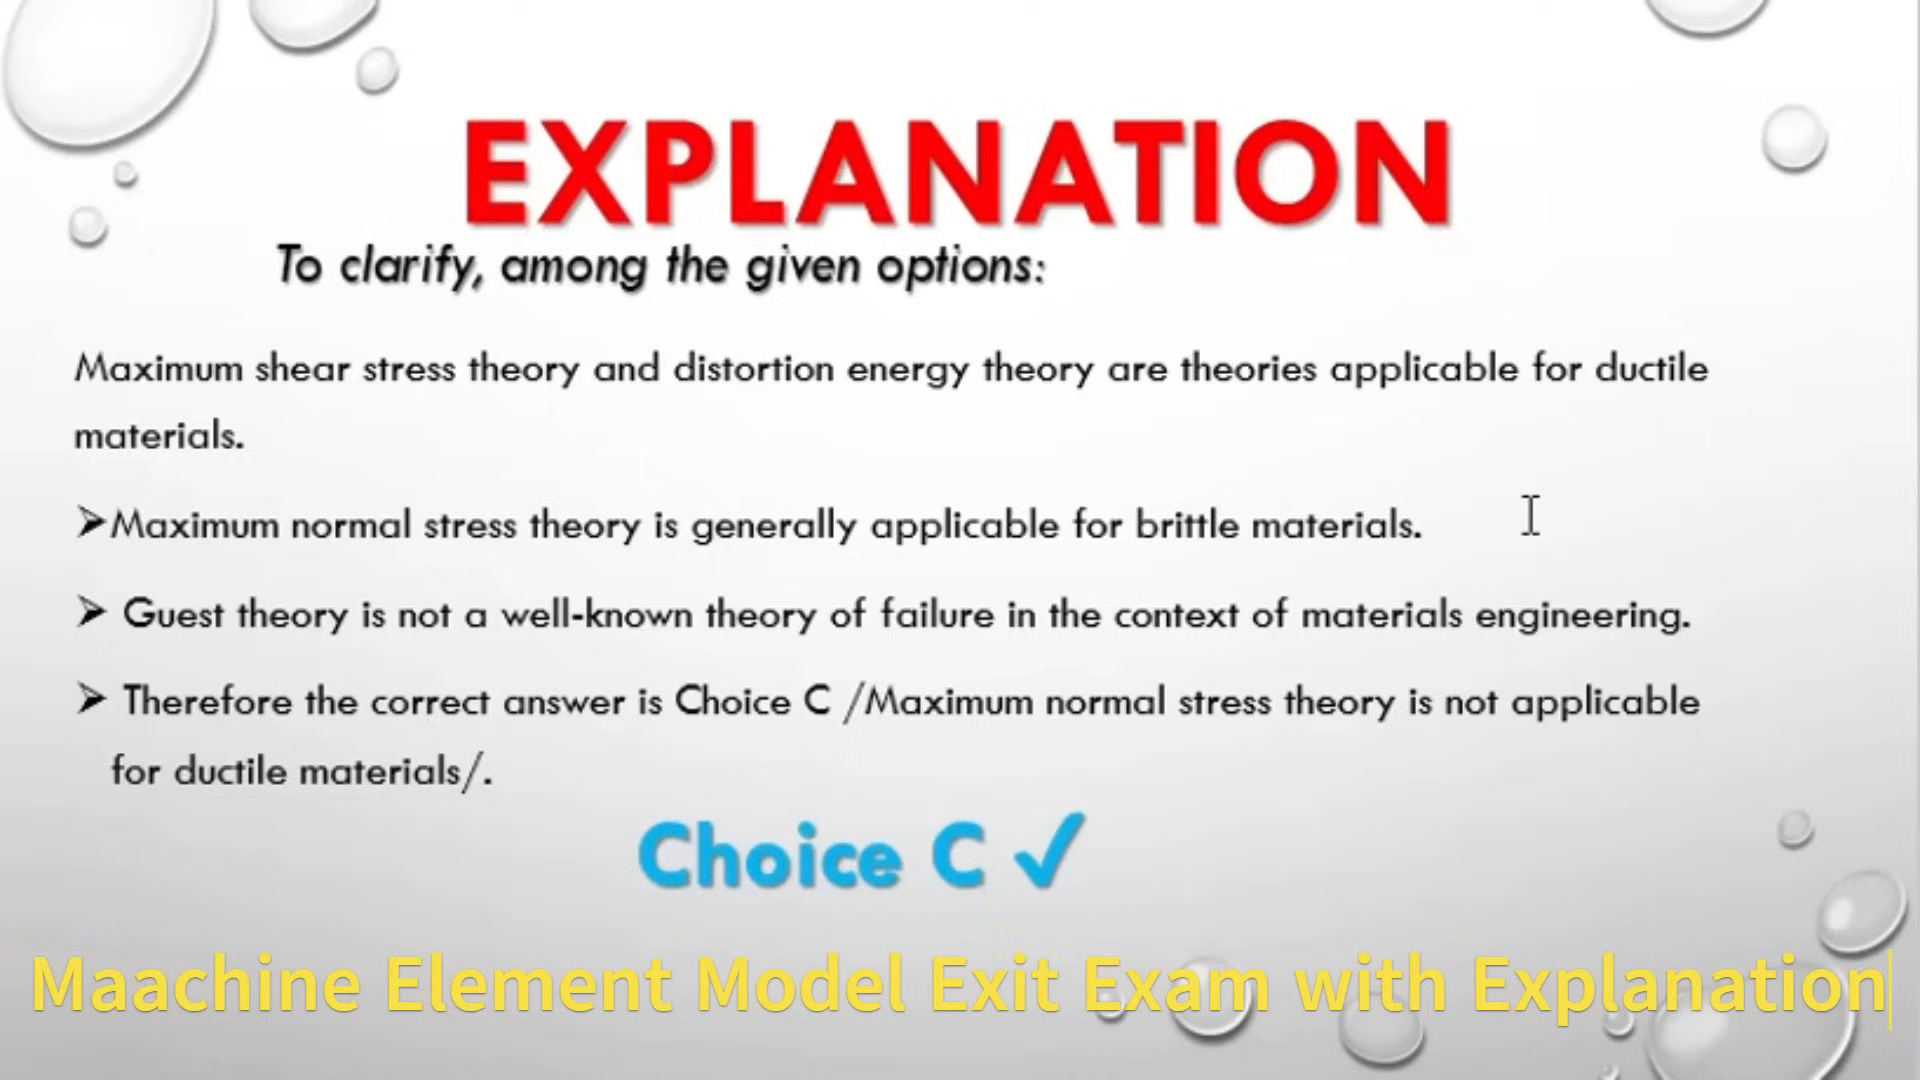 EXPLANATION
To clarify, among the given options:
Maximum shear stress theory and distortion energy theory are theories applicable for ductile
materials.
➢Maximum normal stress theory is generally applicable for brittle materials.
➢ Guest theory is not a well-known theory of failure in the context of materials engineering.
➢ Therefore the correct answer is Choice C /Maximum normal stress theory is not applicable
for ductile materials/.
Choice C ✓
Maachine Element Model Exit Exam with Explanation